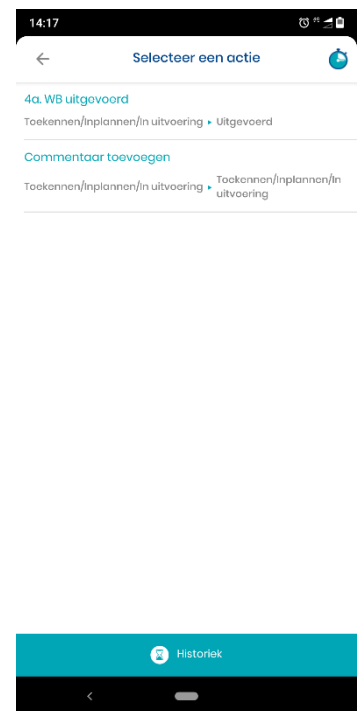 14:17
Selecteer een actie
4a. WB uitgevoerd
Toekennen/Inplannen/In uitvoering ▸ Uitgevoerd
Commentaar toevoegen
Toekennen/Inplannen/In uitvoering ▸ Toekennen/Inplannen/In
uitvoering
Historiek